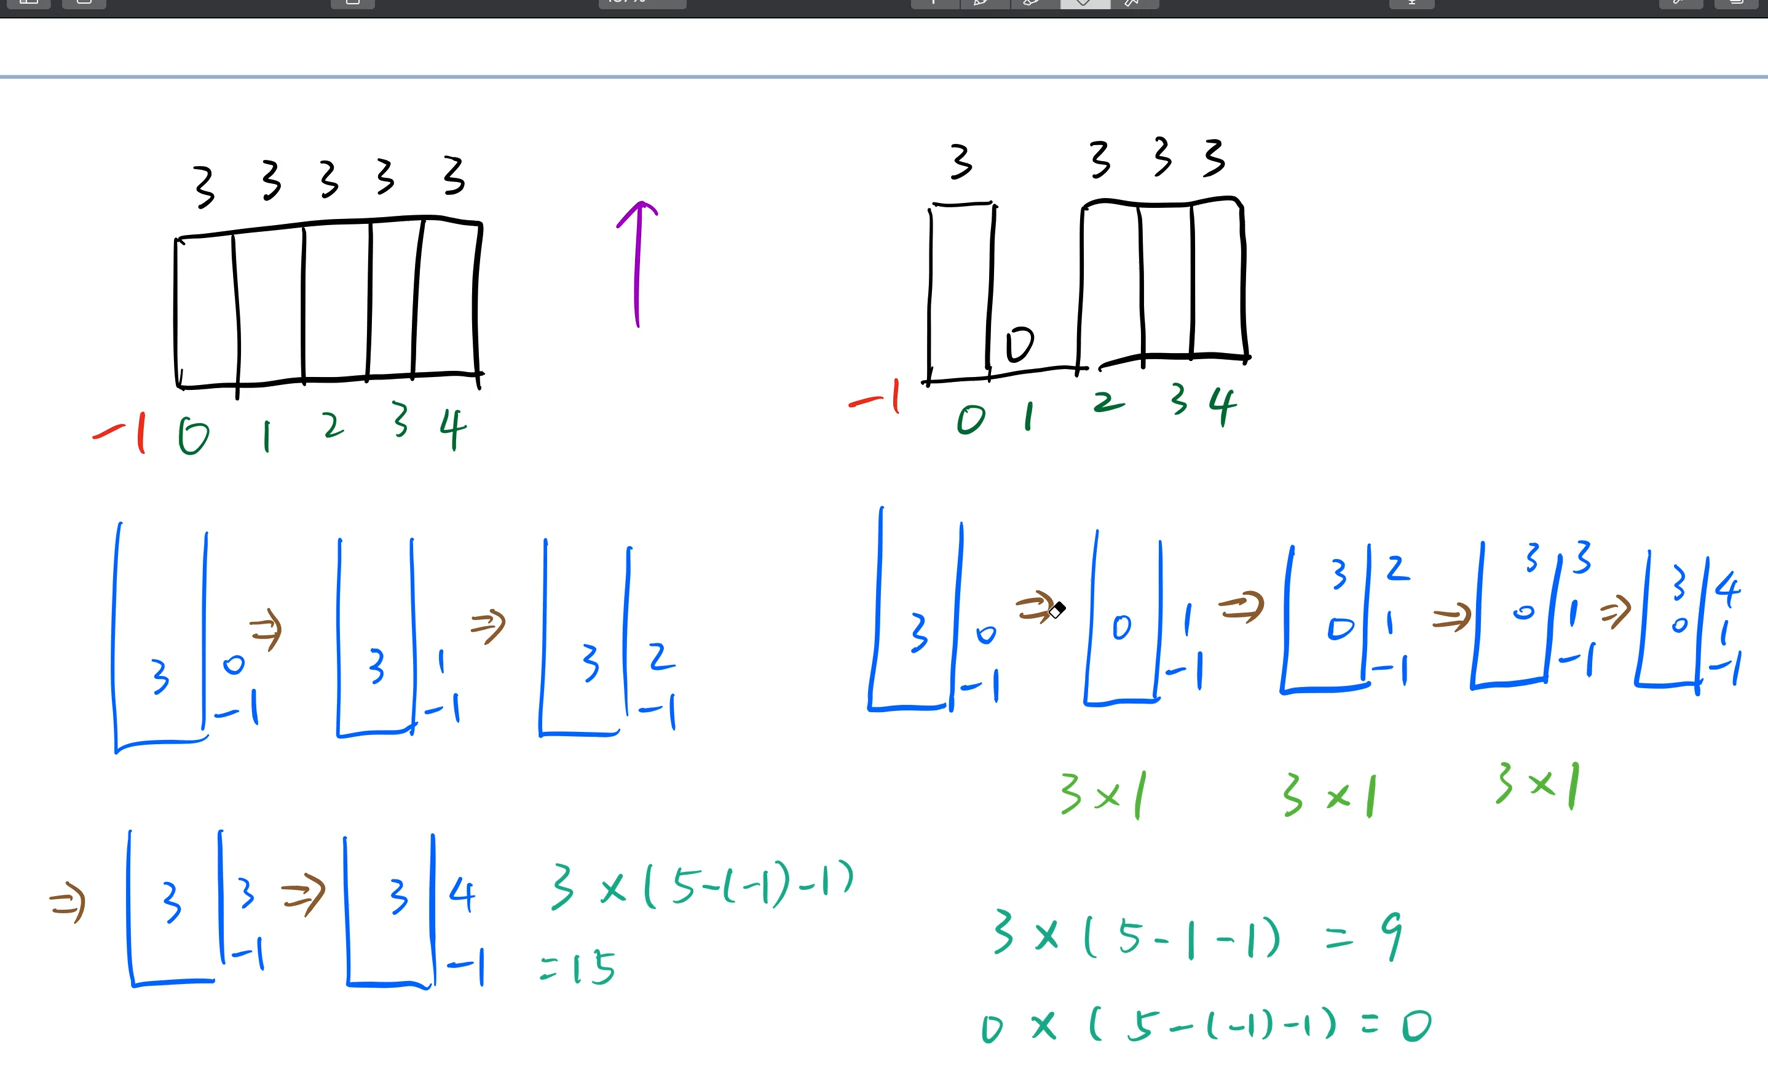 3 3 3 3 3
-1 0 1 2 3 4
3 0 -1 ⇒ 3 1 -1 ⇒ 3 2 -1
⇒ 3 3 -1 ⇒ 3 4 -1
3 × (5-(-1)-1)
=15
3 3 3 3
0
-1 0 1 2 3 4
3 0 -1 ⇒ 0 1 -1 ⇒ 3 2 0 1 -1 ⇒ 3 3 0 1 -1 ⇒ 3 4 0 1 -1
3×1 3×1 3×1
3 × (5-1-1) = 9
0 × (5-(-1)-1) = 0